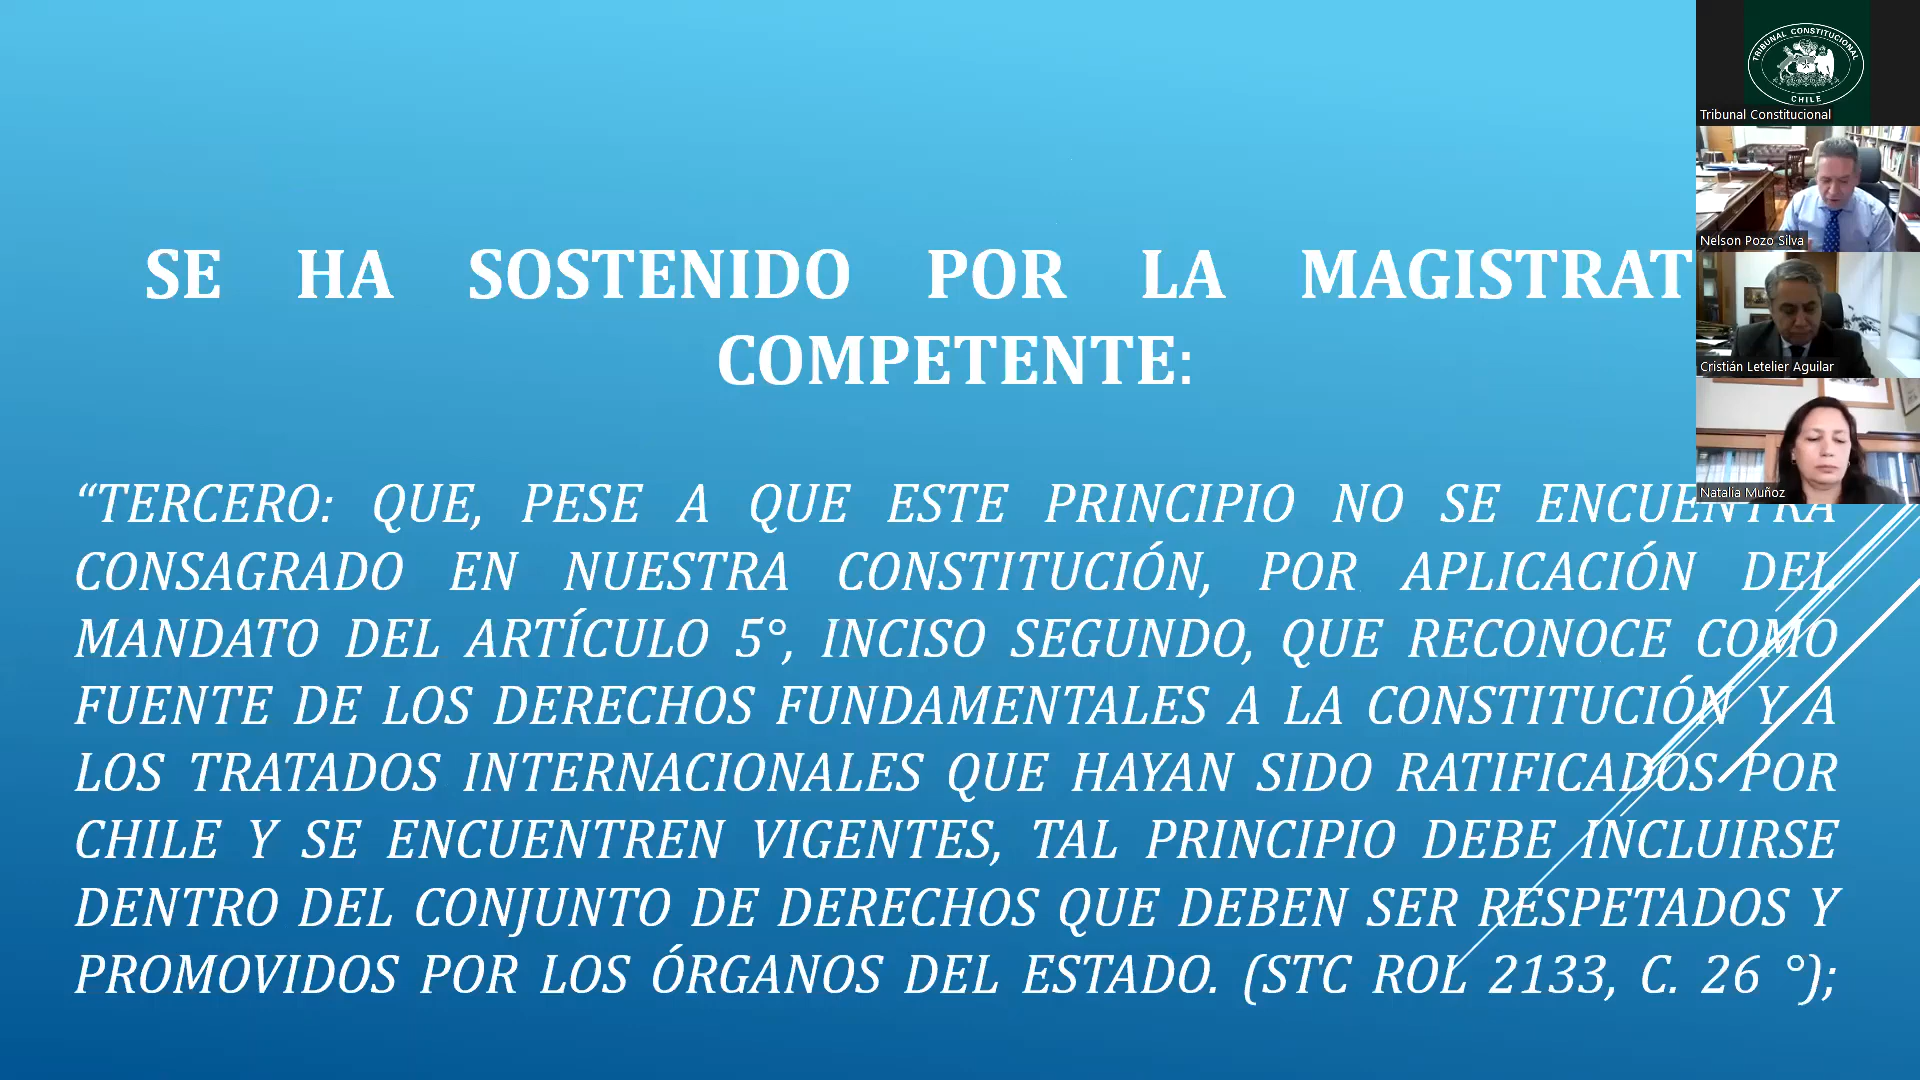 SE HA SOSTENIDO POR LA MAGISTRAT
COMPETENTE:
“TERCERO: QUE, PESE A QUE ESTE PRINCIPIO NO SE ENCUENTRA
CONSAGRADO EN NUESTRA CONSTITUCIÓN, POR APLICACIÓN DEL
MANDATO DEL ARTÍCULO 5°, INCISO SEGUNDO, QUE RECONOCE COMO
FUENTE DE LOS DERECHOS FUNDAMENTALES A LA CONSTITUCIÓN Y A
LOS TRATADOS INTERNACIONALES QUE HAYAN SIDO RATIFICADOS POR
CHILE Y SE ENCUENTREN VIGENTES, TAL PRINCIPIO DEBE INCLUIRSE
DENTRO DEL CONJUNTO DE DERECHOS QUE DEBEN SER RESPETADOS Y
PROMOVIDOS POR LOS ÓRGANOS DEL ESTADO. (STC ROL 2133, C. 26 °);
TRIBUNAL CONSTITUCIONAL
CHILE
Tribunal Constitucional
Nelson Pozo Silva
Cristián Letelier Aguilar
Natalia Muñoz